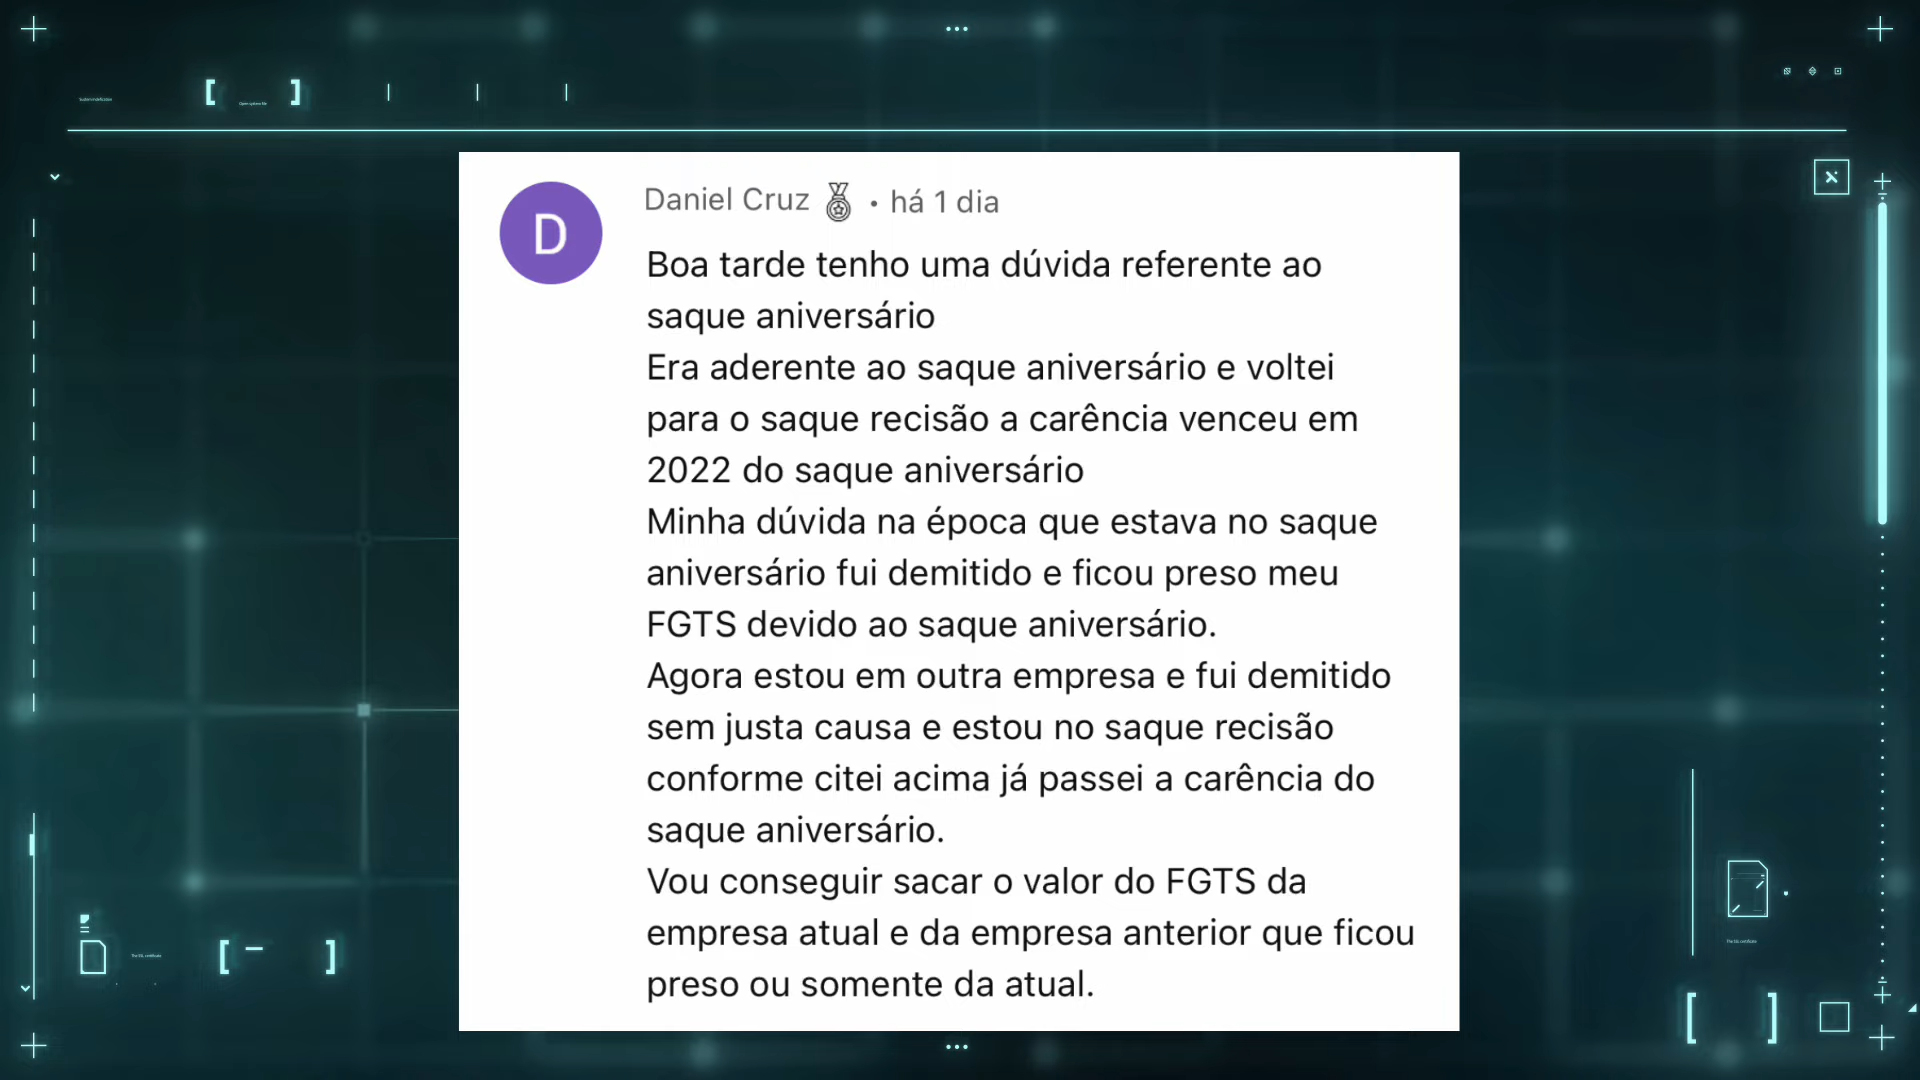 Daniel Cruz • há 1 dia
D
Boa tarde tenho uma dúvida referente ao
saque aniversário
Era aderente ao saque aniversário e voltei
para o saque recisão a carência venceu em
2022 do saque aniversário
Minha dúvida na época que estava no saque
aniversário fui demitido e ficou preso meu
FGTS devido ao saque aniversário.
Agora estou em outra empresa e fui demitido
sem justa causa e estou no saque recisão
conforme citei acima já passei a carência do
saque aniversário.
Vou conseguir sacar o valor do FGTS da
empresa atual e da empresa anterior que ficou
preso ou somente da atual.